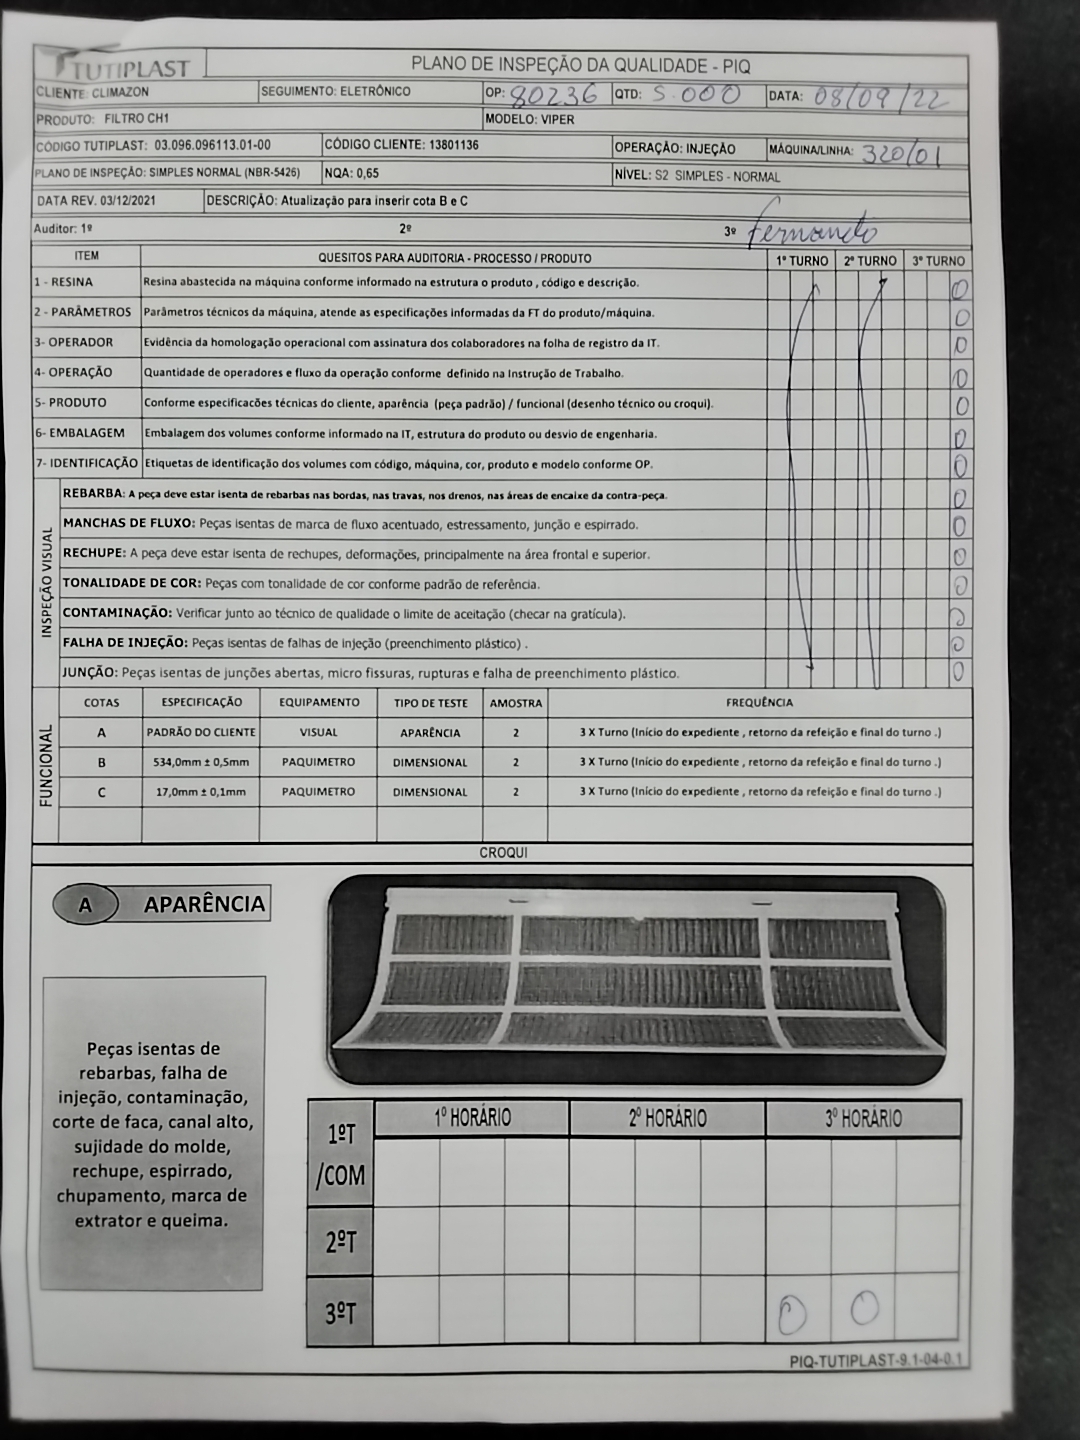 TUTIPLAST
PLANO DE INSPEÇÃO DA QUALIDADE - PIQ
CLIENTE: CLIMAZON SEGUIMENTO: ELETRÔNICO OP: 80236 QTD: 5.000 DATA: 08/09/22
PRODUTO: FILTRO CH1 MODELO: VIPER
CÓDIGO TUTIPLAST: 03.096.096113.01-00 CÓDIGO CLIENTE: 13801136 OPERAÇÃO: INJEÇÃO MÁQUINA/LINHA: 320/01
PLANO DE INSPEÇÃO: SIMPLES NORMAL (NBR-5426) NQA: 0,65 NÍVEL: S2 SIMPLES - NORMAL
DATA REV. 03/12/2021 DESCRIÇÃO: Atualização para inserir cota B e C
Auditor: 1º 2º 3º Fernando
ITEM QUESITOS PARA AUDITORIA - PROCESSO / PRODUTO 1º TURNO 2º TURNO 3º TURNO
1 - RESINA Resina abastecida na máquina conforme informado na estrutura o produto , código e descrição. O
2 - PARÂMETROS Parâmetros técnicos da máquina, atende as especificações informadas da FT do produto/máquina. O
3- OPERADOR Evidência da homologação operacional com assinatura dos colaboradores na folha de registro da IT. O
4- OPERAÇÃO Quantidade de operadores e fluxo da operação conforme definido na Instrução de Trabalho. O
5- PRODUTO Conforme especificacões técnicas do cliente, aparência (peça padrão) / funcional (desenho técnico ou croqui). O
6- EMBALAGEM Embalagem dos volumes conforme informado na IT, estrutura do produto ou desvio de engenharia. O
7- IDENTIFICAÇÃO Etiquetas de identificação dos volumes com código, máquina, cor, produto e modelo conforme OP. O
INSPEÇÃO VISUAL
REBARBA: A peça deve estar isenta de rebarbas nas bordas, nas travas, nos drenos, nas áreas de encaixe da contra-peça. O
MANCHAS DE FLUXO: Peças isentas de marca de fluxo acentuado, estressamento, junção e espirrado. O
RECHUPE: A peça deve estar isenta de rechupes, deformações, principalmente na área frontal e superior. O
TONALIDADE DE COR: Peças com tonalidade de cor conforme padrão de referência. O
CONTAMINAÇÃO: Verificar junto ao técnico de qualidade o limite de aceitação (checar na gratícula). O
FALHA DE INJEÇÃO: Peças isentas de falhas de injeção (preenchimento plástico) . O
JUNÇÃO: Peças isentas de junções abertas, micro fissuras, rupturas e falha de preenchimento plástico. O
FUNCIONAL
COTAS ESPECIFICAÇÃO EQUIPAMENTO TIPO DE TESTE AMOSTRA FREQUÊNCIA
A PADRÃO DO CLIENTE VISUAL APARÊNCIA 2 3 X Turno (Início do expediente , retorno da refeição e final do turno .)
B 534,0mm ± 0,5mm PAQUIMETRO DIMENSIONAL 2 3 X Turno (Início do expediente , retorno da refeição e final do turno .)
C 17,0mm ± 0,1mm PAQUIMETRO DIMENSIONAL 2 3 X Turno (Início do expediente , retorno da refeição e final do turno .)
CROQUI
A APARÊNCIA
Peças isentas de
rebarbas, falha de
injeção, contaminação,
corte de faca, canal alto,
sujidade do molde,
rechupe, espirrado,
chupamento, marca de
extrator e queima.
1ºT
/COM
1º HORÁRIO 2º HORÁRIO 3º HORÁRIO
2ºT
3ºT O O
PIQ-TUTIPLAST-9.1-04-0.1